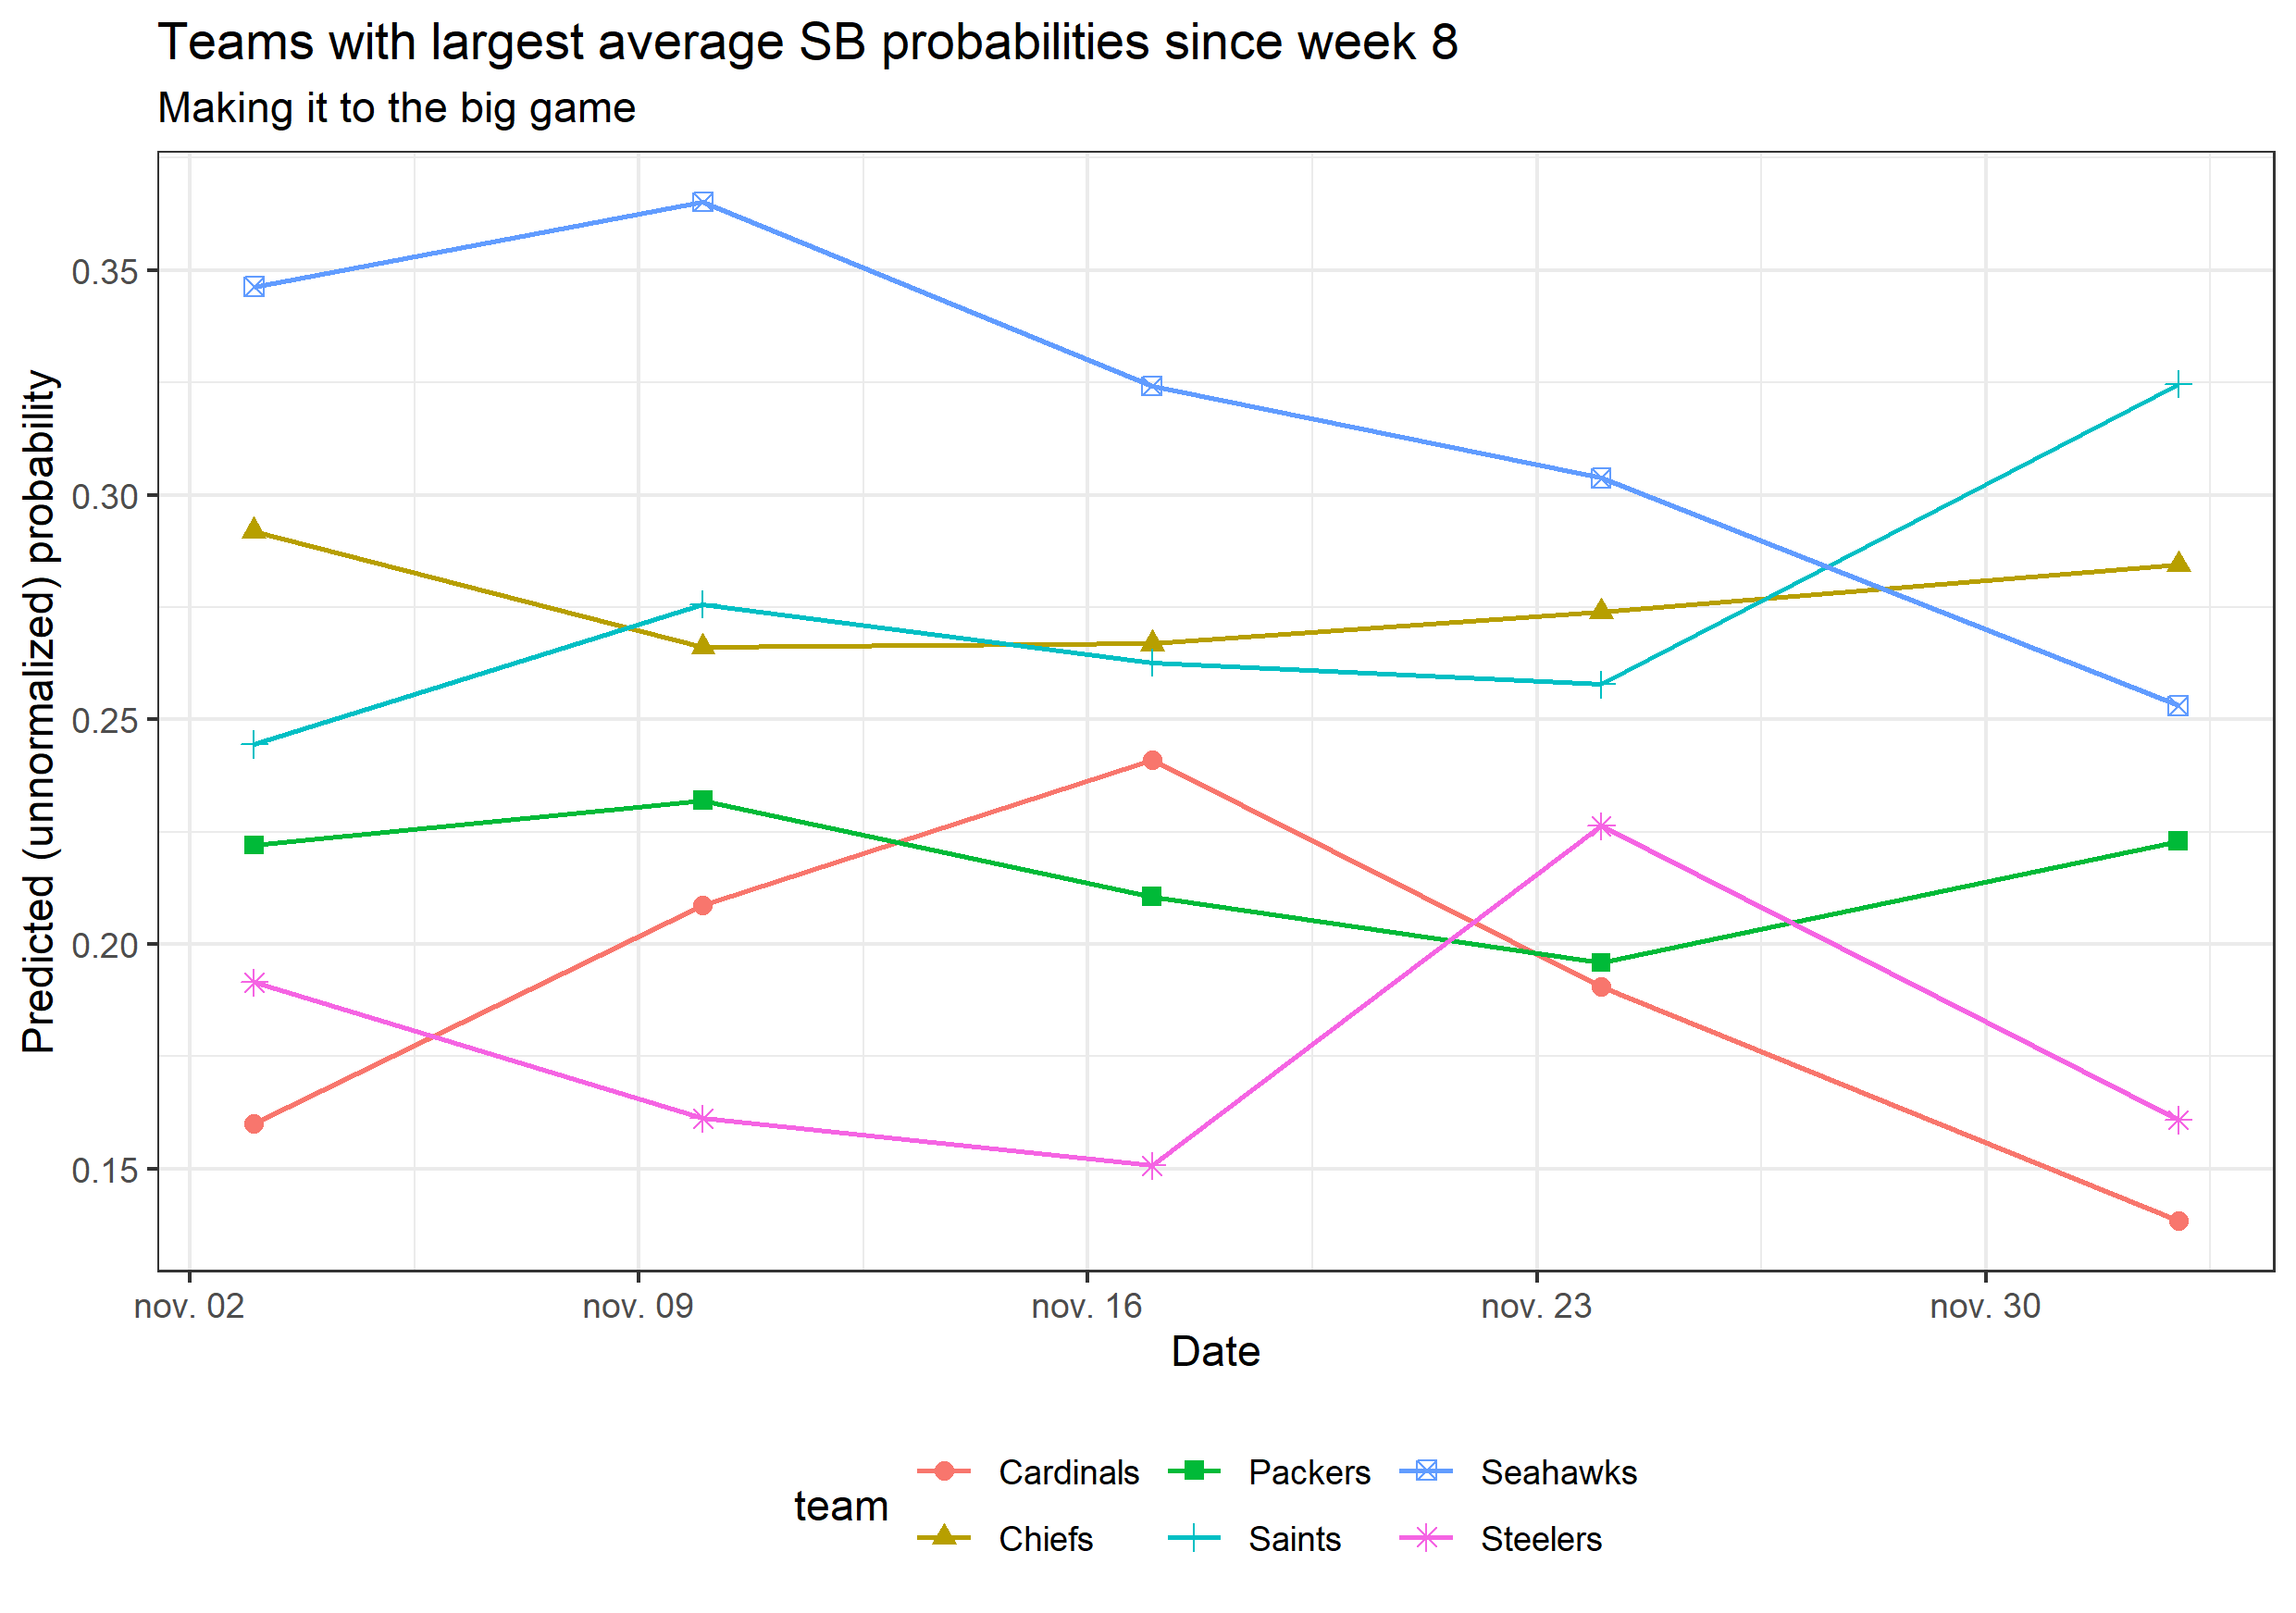 Teams with largest average SB probabilities since week 8
Making it to the big game
Predicted (unnormalized) probability
0.35
0.30
0.25
0.20
0.15
nov. 02 nov. 09 nov. 16 nov. 23 nov. 30
Date
team
Cardinals Packers Seahawks
Chiefs Saints Steelers